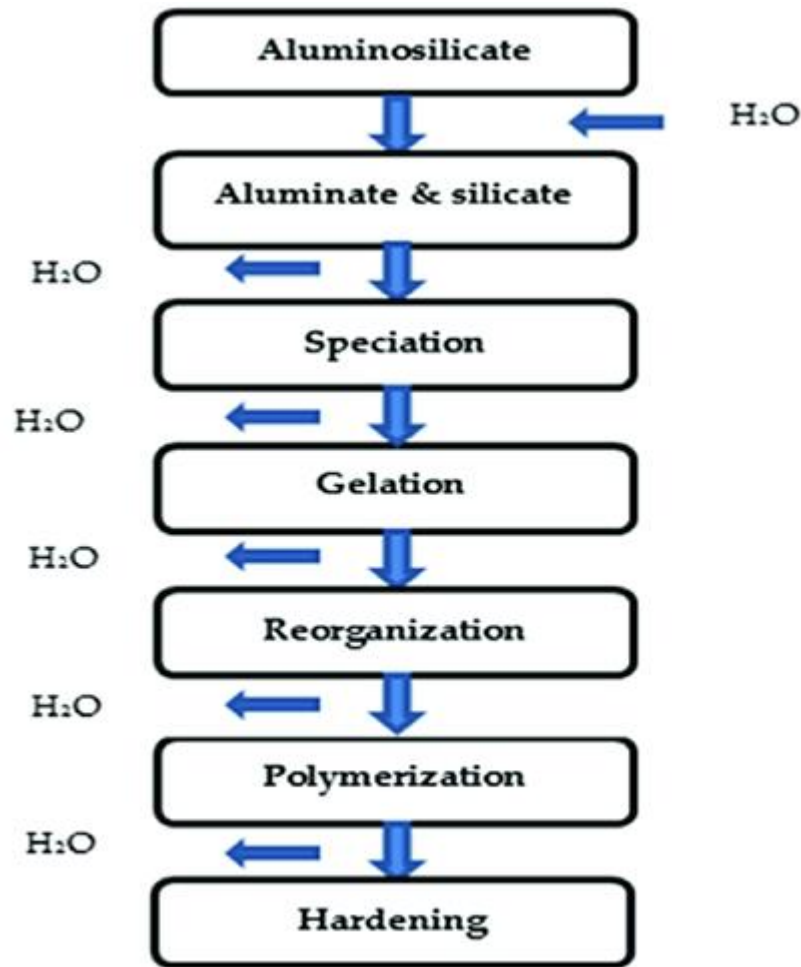 Aluminosilicate
H₂O
Aluminate & silicate
H₂O
Speciation
H₂O
Gelation
H₂O
Reorganization
H₂O
Polymerization
H₂O
Hardening